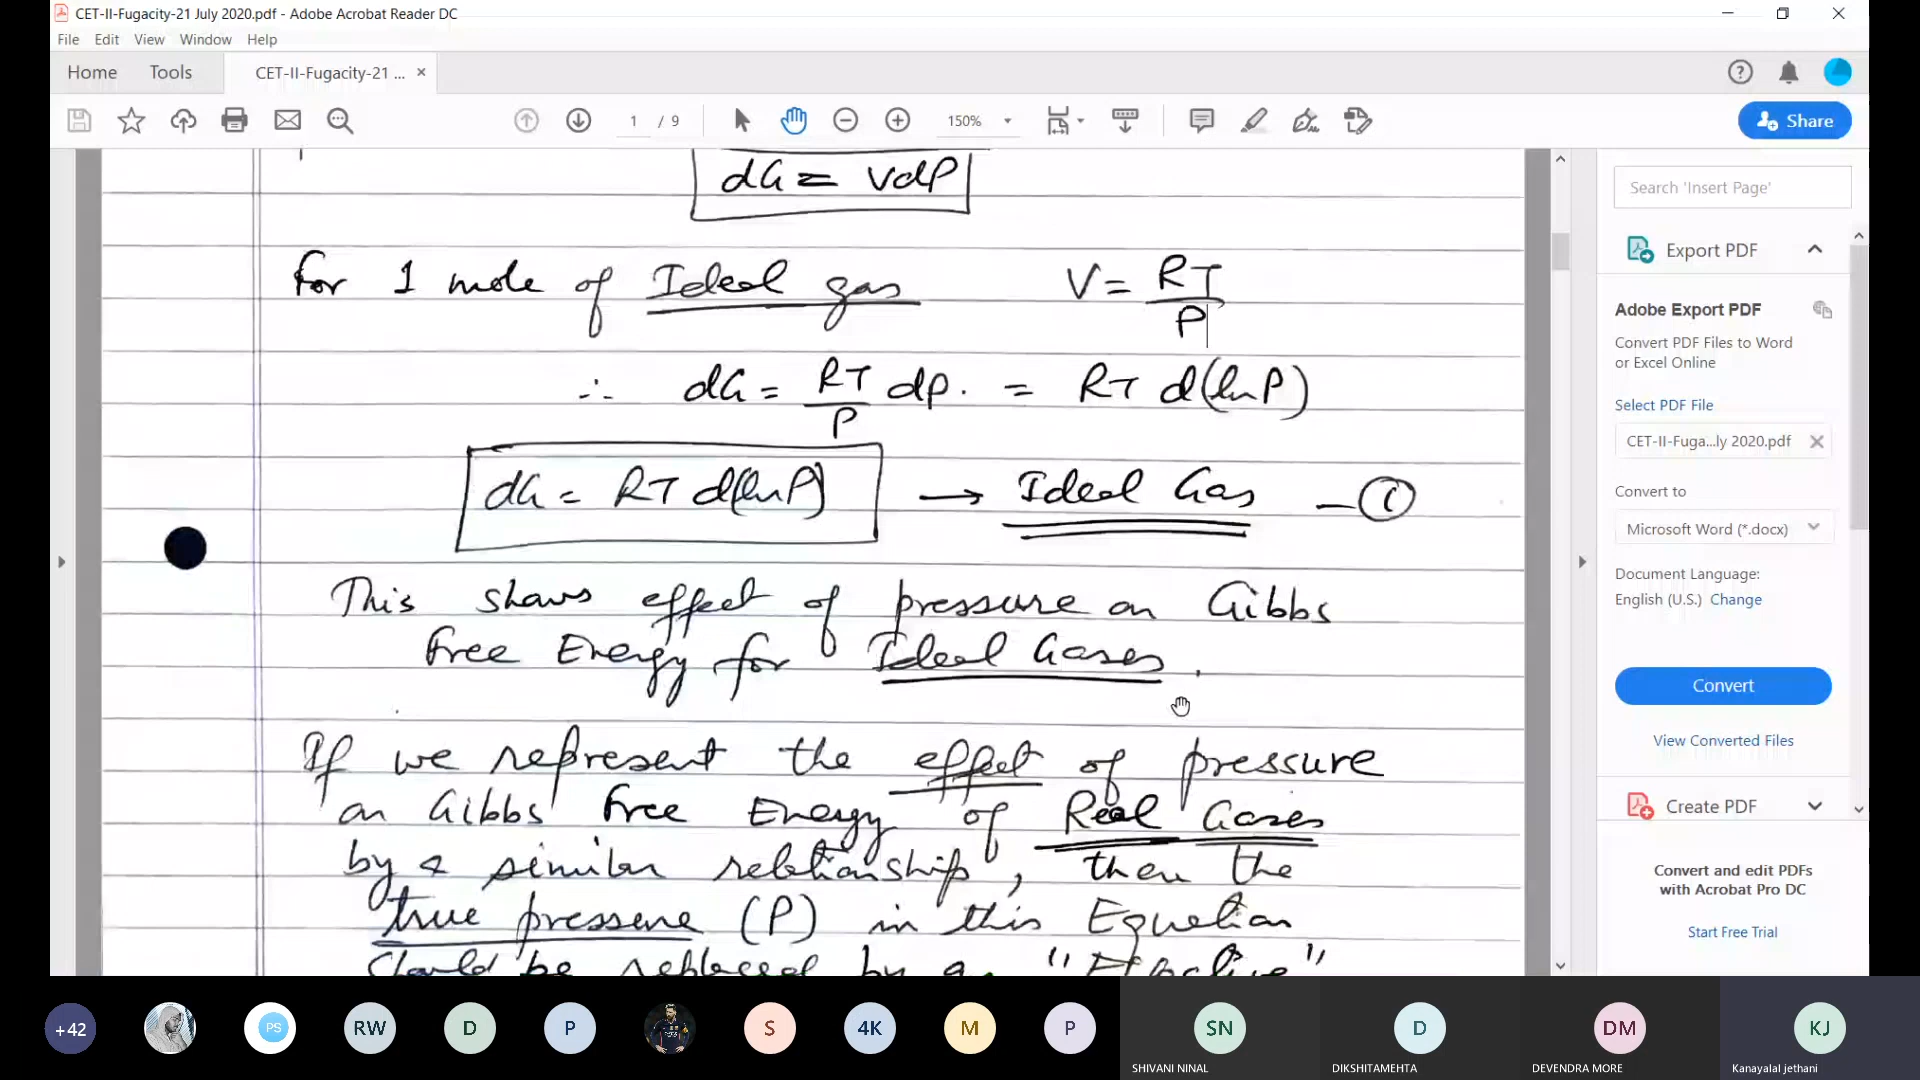 CET-II-Fugacity-21 July 2020.pdf - Adobe Acrobat Reader DC
File Edit View Window Help
Home Tools CET-II-Fugacity-21 ... ×
1 / 9 150% Share
dG = VdP
for 1 mole of Ideal gas V = RT/P
∴ dG = RT/P dp. = RT d(lnP)
dG = RT d(lnP) → Ideal Gas - ①
This shows effect of pressure on Gibbs
Free Energy for Ideal Gases.
If we represent the effect of pressure
on Gibbs Free Energy of Real Gases
by a similar relationship, then the
true pressure (P) in this Equation
should be replaced by a "Effective"
Search 'Insert Page'
Export PDF
Adobe Export PDF
Convert PDF Files to Word
or Excel Online
Select PDF File
CET-II-Fuga...ly 2020.pdf ×
Convert to
Microsoft Word (*.docx)
Document Language:
English (U.S.) Change
Convert
View Converted Files
Create PDF
Convert and edit PDFs
with Acrobat Pro DC
Start Free Trial
+42 PS RW D P S 4K M P SN D DM KJ
SHIVANI NINAL DIKSHITAMEHTA DEVENDRA MORE Kanayalal jethani